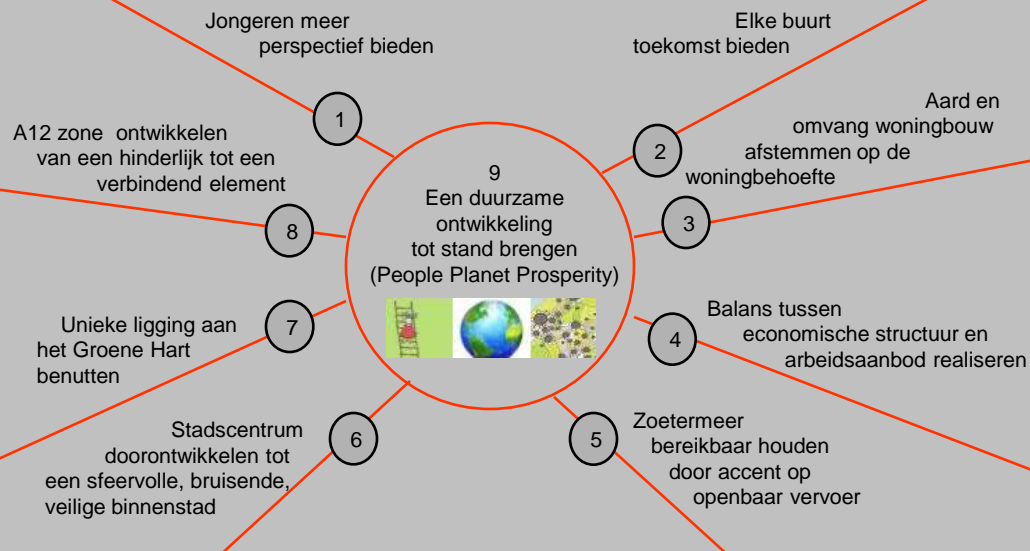 Jongeren meer
perspectief bieden
1
Elke buurt
toekomst bieden
2
Aard en
omvang woningbouw
afstemmen op de
woningbehoefte
3
Balans tussen
economische structuur en
arbeidsaanbod realiseren
4
Zoetermeer
bereikbaar houden
door accent op
openbaar vervoer
5
Stadscentrum
doorontwikkelen tot
een sfeervolle, bruisende,
veilige binnenstad
6
Unieke ligging aan
het Groene Hart
benutten
7
A12 zone ontwikkelen
van een hinderlijk tot een
verbindend element
8
9
Een duurzame
ontwikkeling
tot stand brengen
(People Planet Prosperity)